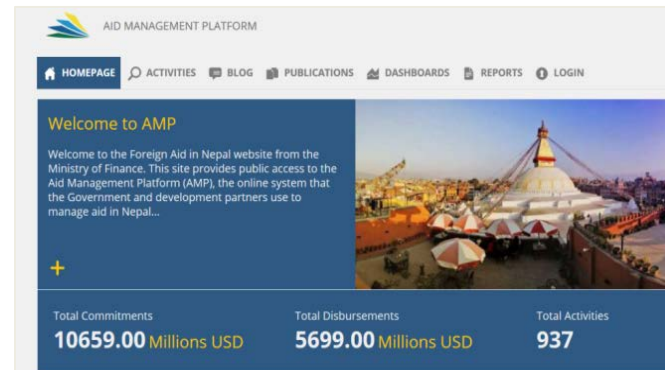 AID MANAGEMENT PLATFORM
HOMEPAGE ACTIVITIES BLOG PUBLICATIONS DASHBOARDS REPORTS LOGIN
Welcome to AMP
Welcome to the Foreign Aid in Nepal website from the
Ministry of Finance. This site provides public access to the
Aid Management Platform (AMP), the online system that
the Government and development partners use to
manage aid in Nepal...
+
Total Commitments Total Disbursements Total Activities
10659.00 Millions USD 5699.00 Millions USD 937